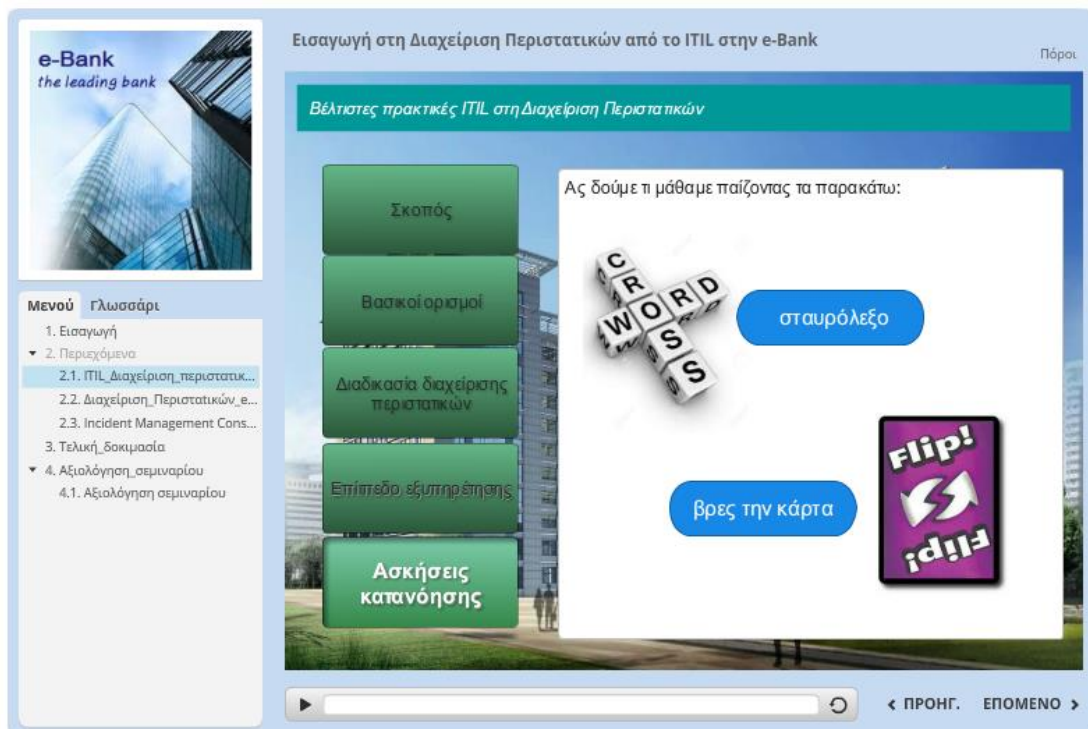 e-Bank
the leading bank
Εισαγωγή στη Διαχείριση Περιστατικών από το ITIL στην e-Bank
Πόροι
Μενού Γλωσσάρι
1. Εισαγωγή
2. Περιεχόμενα
2.1. ITIL_Διαχείριση_περιστατικ...
2.2. Διαχείριση_Περιστατικών_e...
2.3. Incident Management Cons...
3. Τελική_δοκιμασία
4. Αξιολόγηση_σεμιναρίου
4.1. Αξιολόγηση σεμιναρίου
Βέλτιστες πρακτικές ITIL στη Διαχείριση Περιστατικών
Σκοπός
Βασικοί ορισμοί
Διαδικασία διαχείρισης
περιστατικών
Επίπεδο εξυπηρέτησης
Ασκήσεις
κατανόησης
Ας δούμε τι μάθαμε παίζοντας τα παρακάτω:
CROSS
WORD
σταυρόλεξο
βρες την κάρτα
Flip!
Flip!
ΠΡΟΗΓ. ΕΠΟΜΕΝΟ